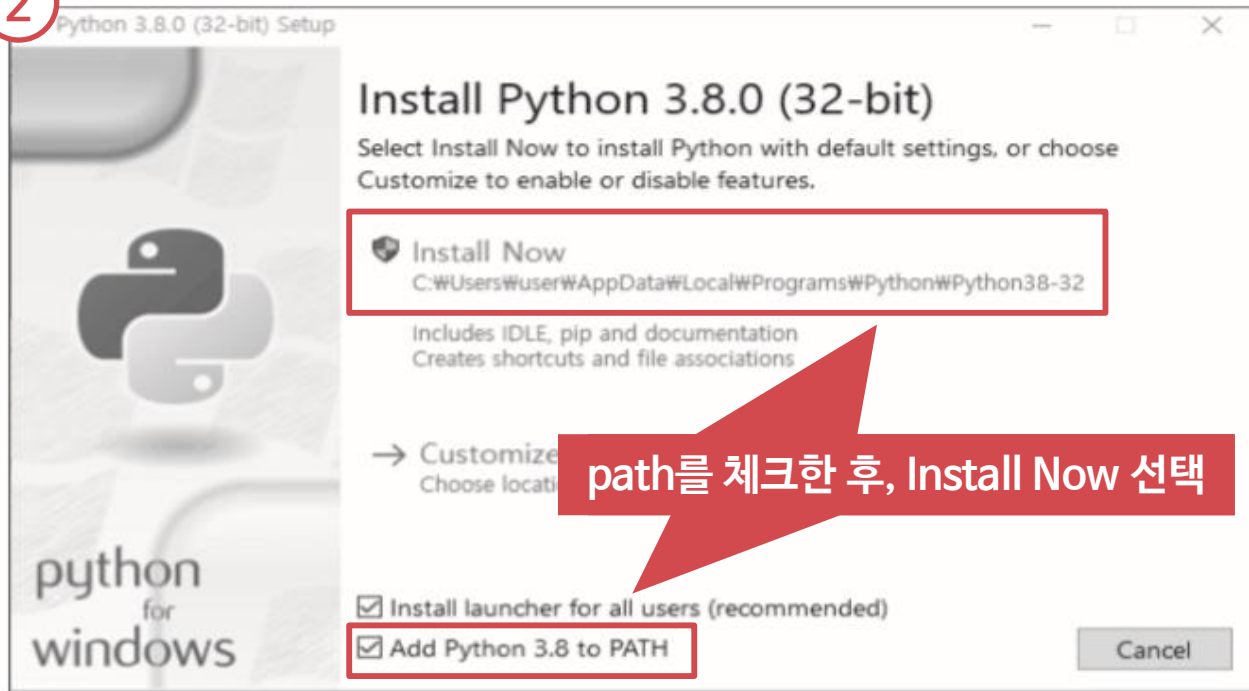 2
Python 3.8.0 (32-bit) Setup
Install Python 3.8.0 (32-bit)
Select Install Now to install Python with default settings, or choose
Customize to enable or disable features.
Install Now
C:₩Users₩user₩AppData₩Local₩Programs₩Python₩Python38-32
Includes IDLE, pip and documentation
Creates shortcuts and file associations
Customize
Choose locati
path를 체크한 후, Install Now 선택
python
for
windows
Install launcher for all users (recommended)
Add Python 3.8 to PATH
Cancel